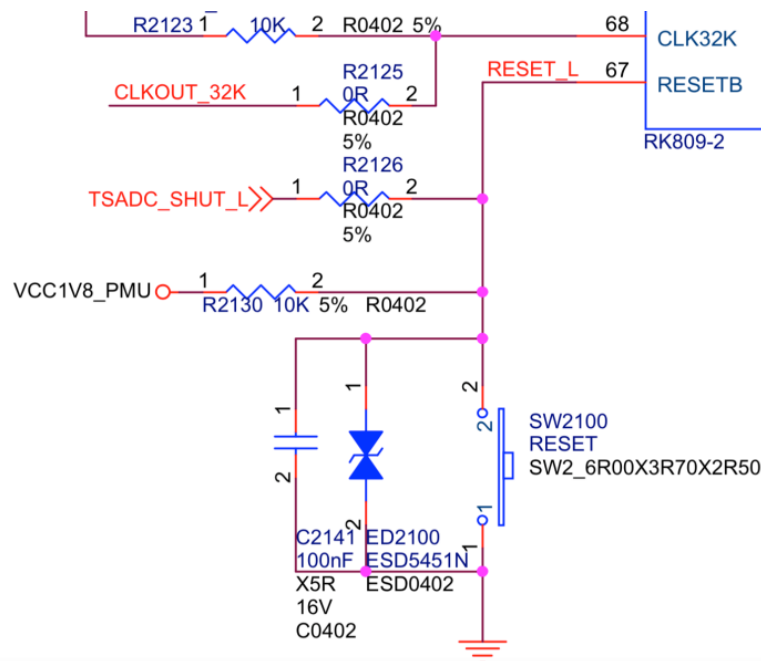 R2123 1 10K 2 R0402 5% 68 CLK32K
R2125 RESET_L 67 RESETB
CLKOUT_32K 1 0R 2
R0402 RK809-2
5%
R2126
TSADC_SHUT_L 1 0R 2
R0402
5%
VCC1V8_PMU 1 2
R2130 10K 5% R0402
1 1 2
2 SW2100
RESET
SW2_6R00X3R70X2R50
2 2 1
C2141 ED2100 1
100nF ESD5451N
X5R ESD0402
16V
C0402